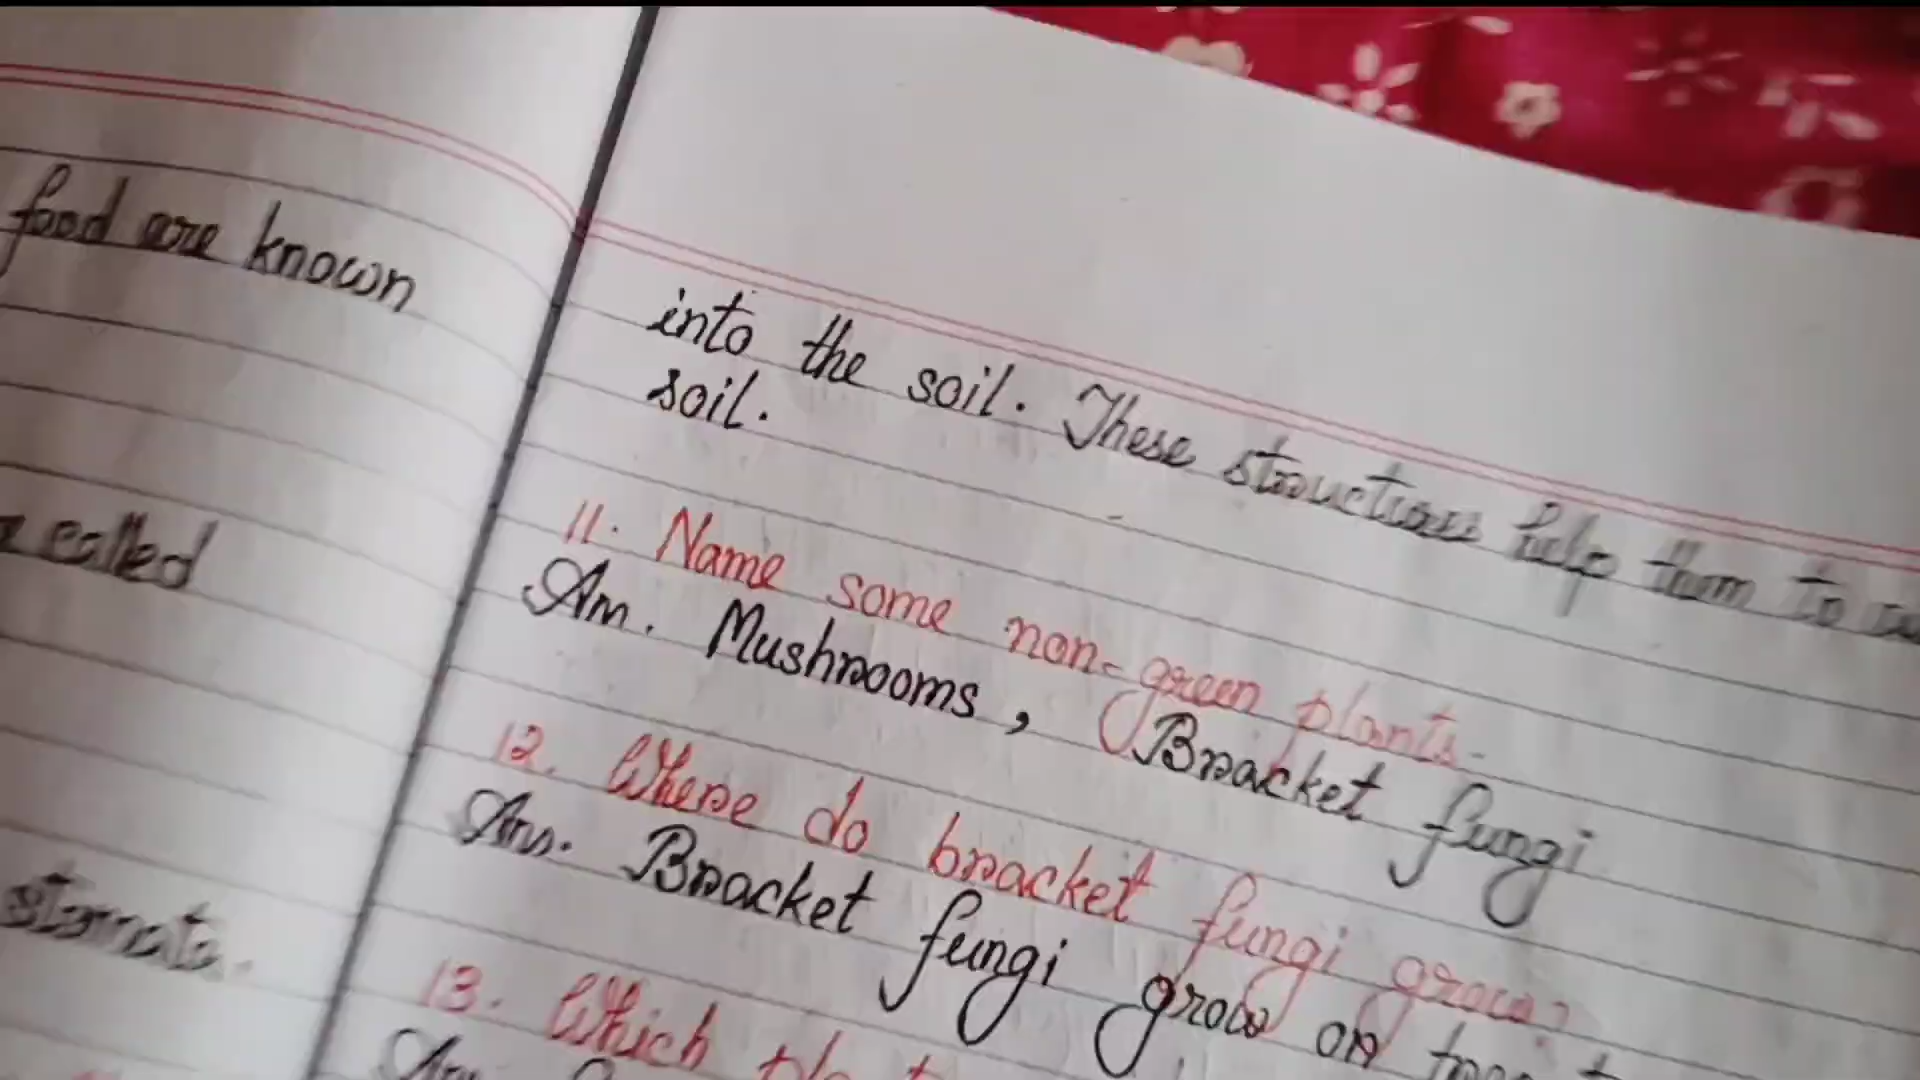 food are known
called
stomata.
into the soil. These structures help them to
soil.
11. Name some non-green plants.
Ans. Mushrooms, Bracket fungi
12. Where do bracket fungi grow?
Ans. Bracket fungi grow on
13. Which